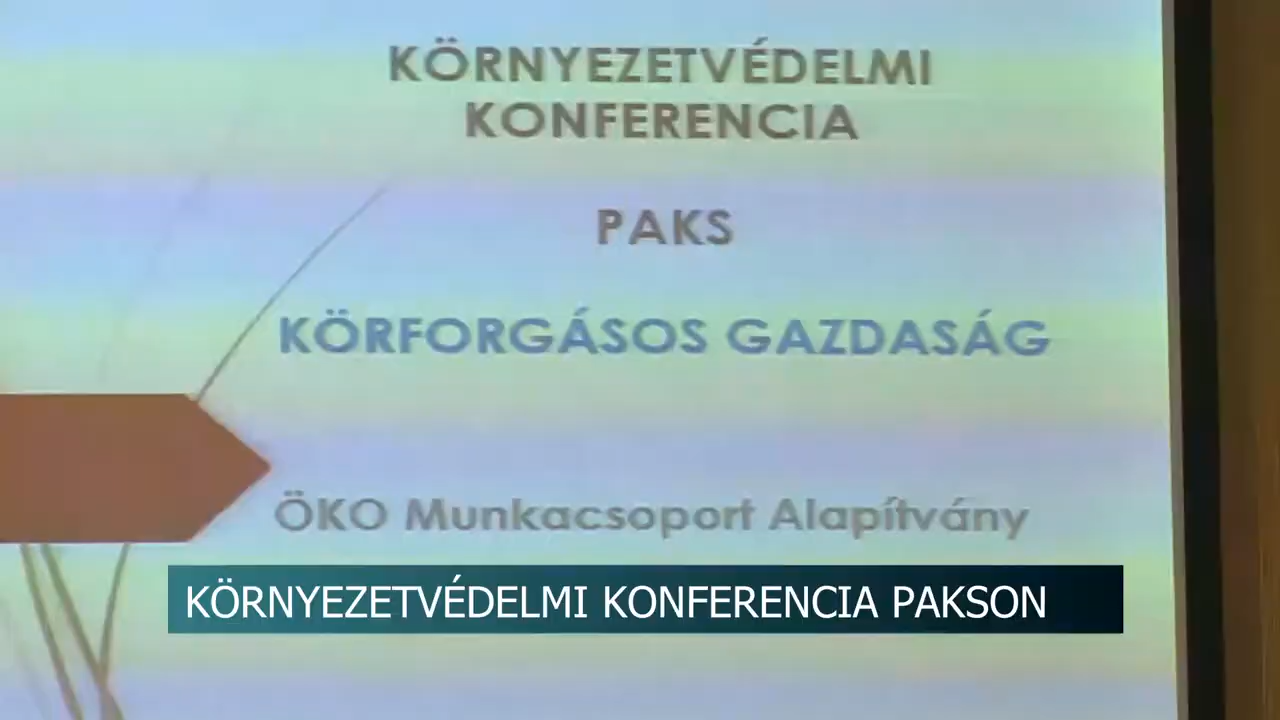 KÖRNYEZETVÉDELMI
KONFERENCIA
PAKS
KÖRFORGÁSOS GAZDASÁG
ÖKO Munkacsoport Alapítvány
KÖRNYEZETVÉDELMI KONFERENCIA PAKSON